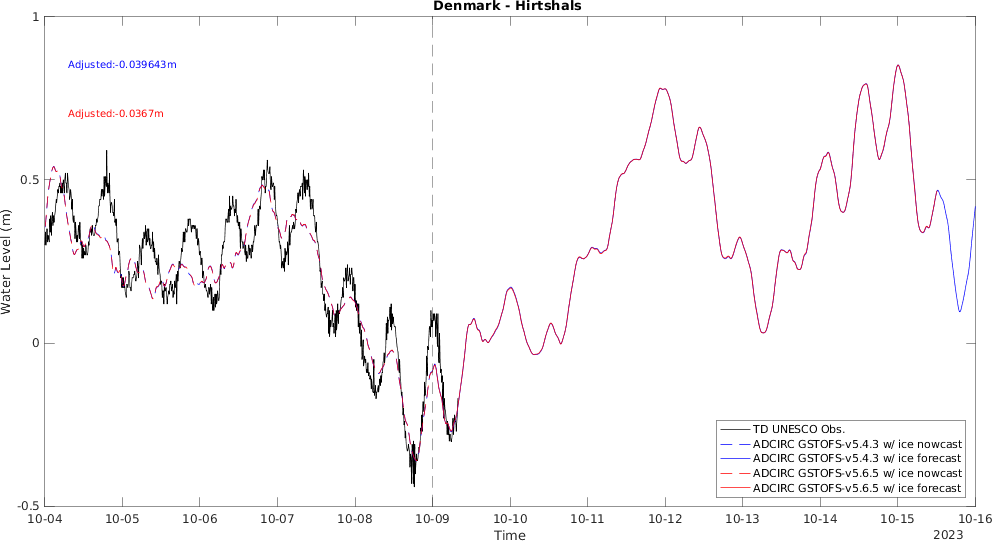 Denmark - Hirtshals
Adjusted:-0.039643m
Adjusted:-0.0367m
Water Level (m)
1
0.5
0
-0.5
10-04 10-05 10-06 10-07 10-08 10-09 10-10 10-11 10-12 10-13 10-14 10-15 10-16
Time
2023
TD UNESCO Obs.
ADCIRC GSTOFS-v5.4.3 w/ ice nowcast
ADCIRC GSTOFS-v5.4.3 w/ ice forecast
ADCIRC GSTOFS-v5.6.5 w/ ice nowcast
ADCIRC GSTOFS-v5.6.5 w/ ice forecast